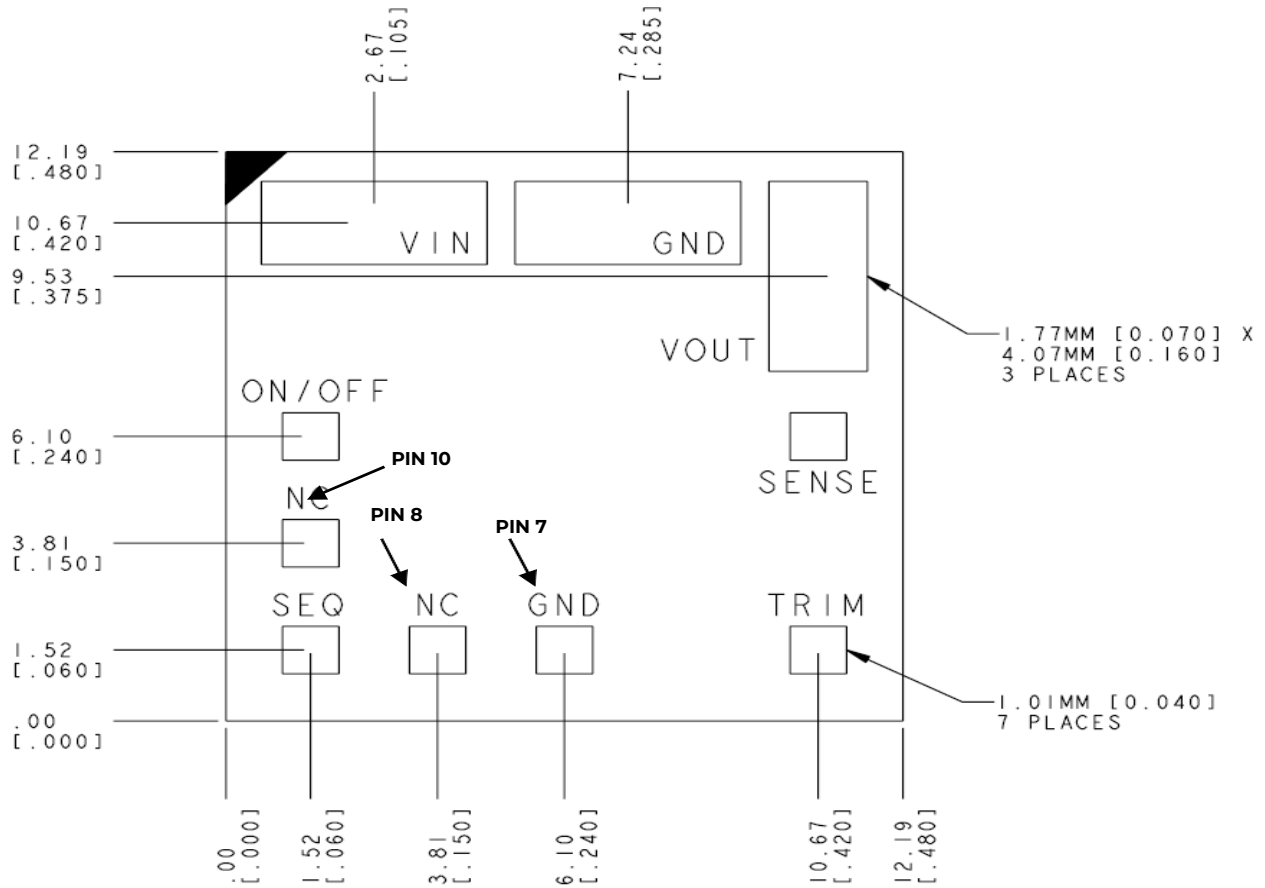 2.67
[.105]
7.24
[.285]
12.19
[.480]
10.67
[.420]
VIN
GND
9.53
[.375]
1.77MM [0.070] X
4.07MM [0.160]
3 PLACES
VOUT
ON/OFF
6.10
[.240]
PIN 10
SENSE
NC
PIN 8
PIN 7
3.81
[.150]
SEQ
NC
GND
TRIM
1.52
[.060]
1.01MM [0.040]
7 PLACES
.00
[.000]
.00
[.000]
1.52
[.060]
3.81
[.150]
6.10
[.240]
10.67
[.420]
12.19
[.480]